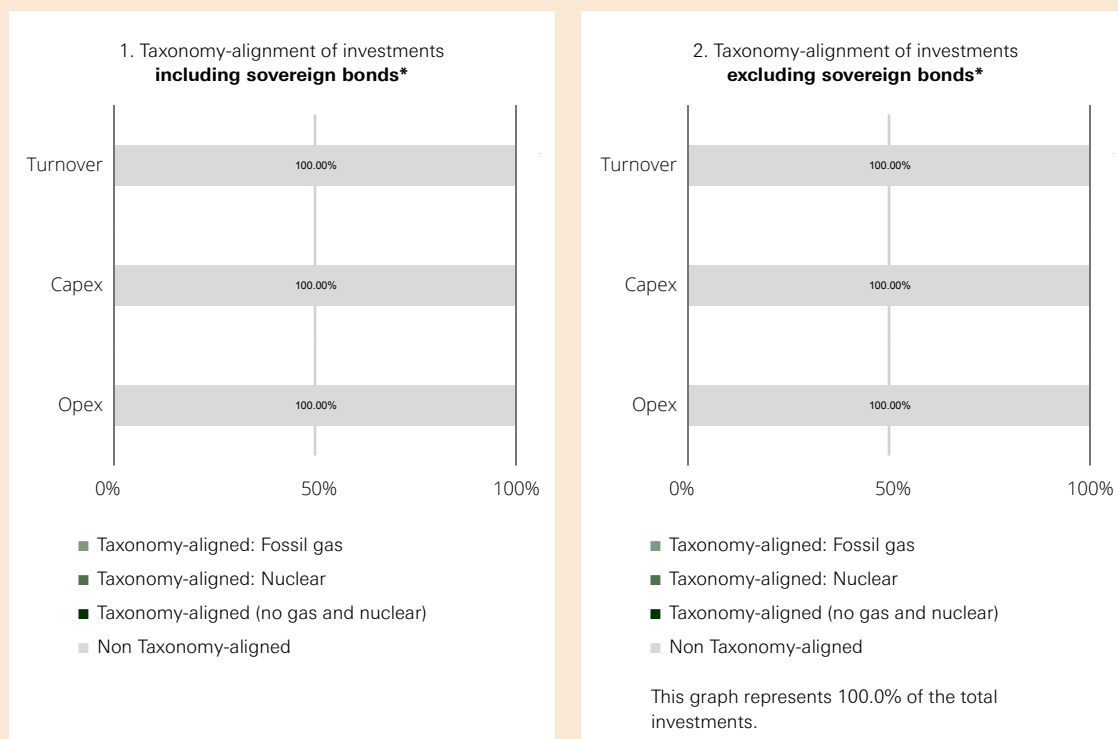 1. Taxonomy-alignment of investments
including sovereign bonds*
Turnover
100.00%
Capex
100.00%
Opex
100.00%
0%
50%
100%
Taxonomy-aligned: Fossil gas
Taxonomy-aligned: Nuclear
Taxonomy-aligned (no gas and nuclear)
Non Taxonomy-aligned
2. Taxonomy-alignment of investments
excluding sovereign bonds*
Turnover
100.00%
Capex
100.00%
Opex
100.00%
0%
50%
100%
Taxonomy-aligned: Fossil gas
Taxonomy-aligned: Nuclear
Taxonomy-aligned (no gas and nuclear)
Non Taxonomy-aligned
This graph represents 100.0% of the total
investments.